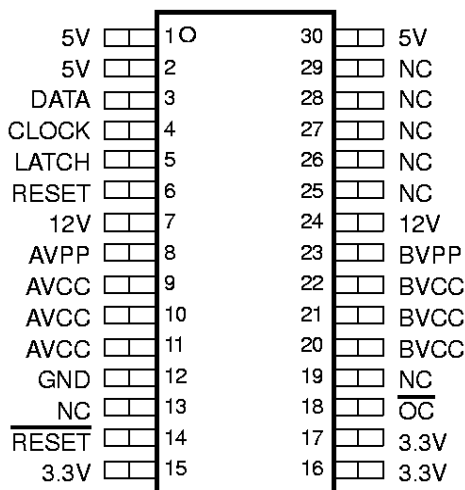 5V 1 30 5V
5V 2 29 NC
DATA 3 28 NC
CLOCK 4 27 NC
LATCH 5 26 NC
RESET 6 25 NC
12V 7 24 12V
AVPP 8 23 BVPP
AVCC 9 22 BVCC
AVCC 10 21 BVCC
AVCC 11 20 BVCC
GND 12 19 NC
NC 13 18 O̅C̅
R̅E̅S̅E̅T̅ 14 17 3.3V
3.3V 15 16 3.3V